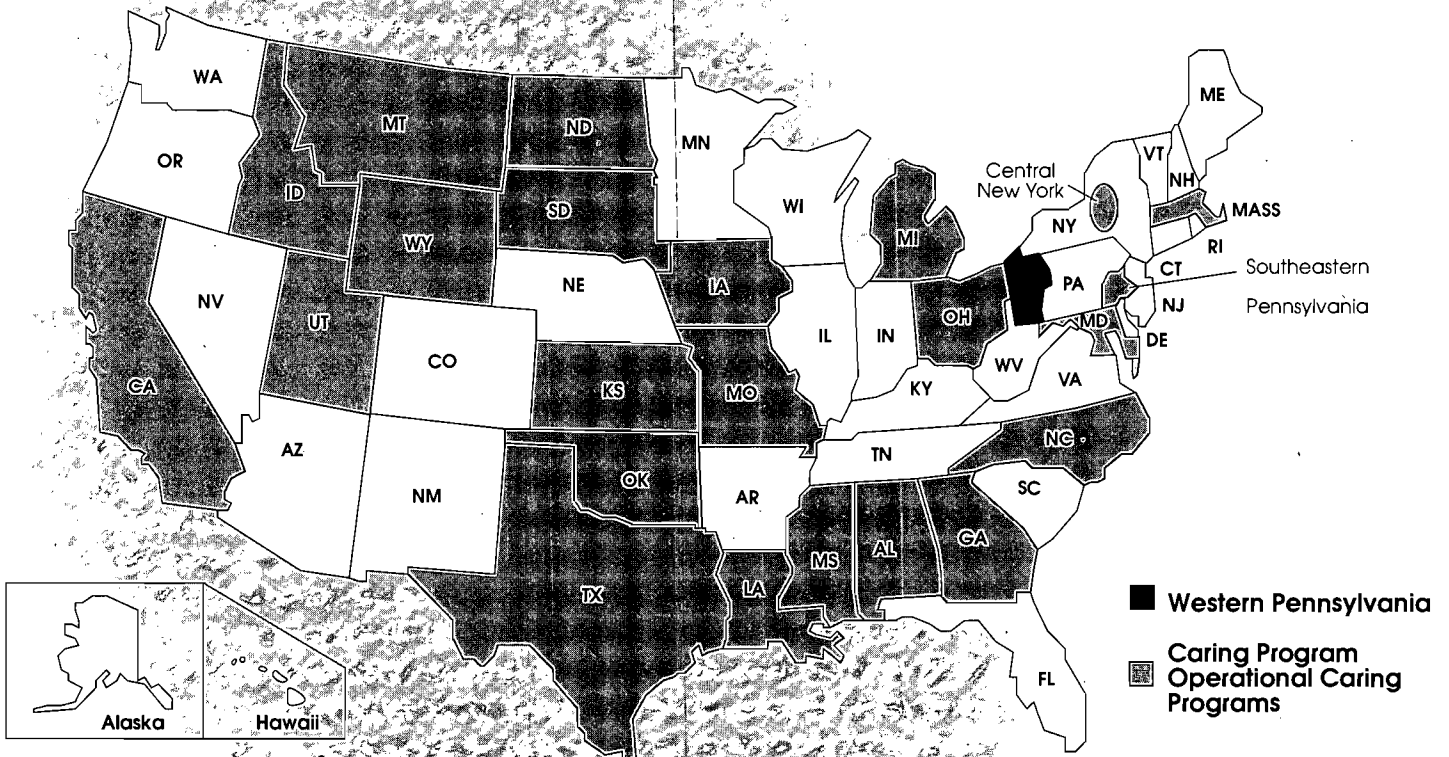 WA
MT
ND
MN
ME
OR
ID
SD
WI
MI
Central
New York
VT
NH
NY
MASS
RI
CT
WY
NV
UT
NE
IA
IL
IN
OH
PA
Southeastern
Pennsylvania
NJ
MD
DE
CA
CO
KS
MO
WV
VA
KY
AZ
NM
OK
AR
TN
NC
SC
TX
LA
MS
AL
GA
FL
Alaska
Hawaii
Western Pennsylvania
Caring Program
Operational Caring
Programs